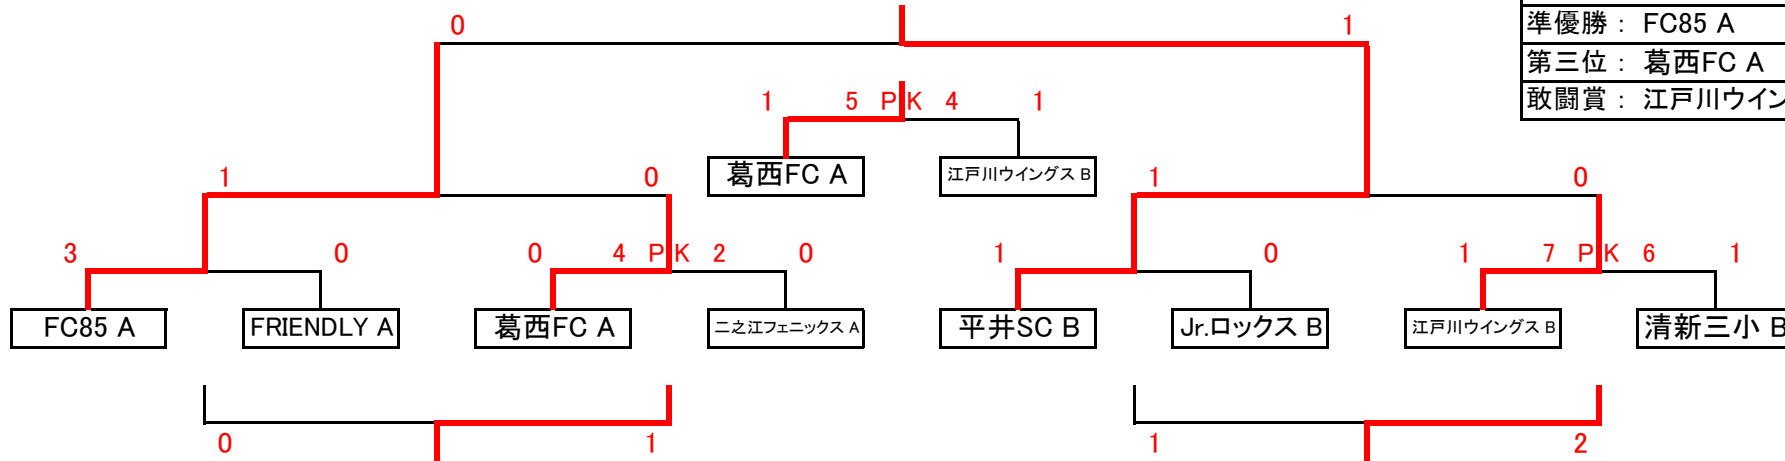 0 1
準優勝： FC85 A
第三位： 葛西FC A
敢闘賞： 江戸川ウイン
1 5 P K 4 1
葛西FC A 江戸川ウイングス B
1 0 1 0
3 0 0 4 P K 2 0 1 0 1 7 P K 6 1
FC85 A FRIENDLY A 葛西FC A 二之江フェニックス A 平井SC B Jr.ロックス B 江戸川ウイングス B 清新三小 B
0 1 1 2